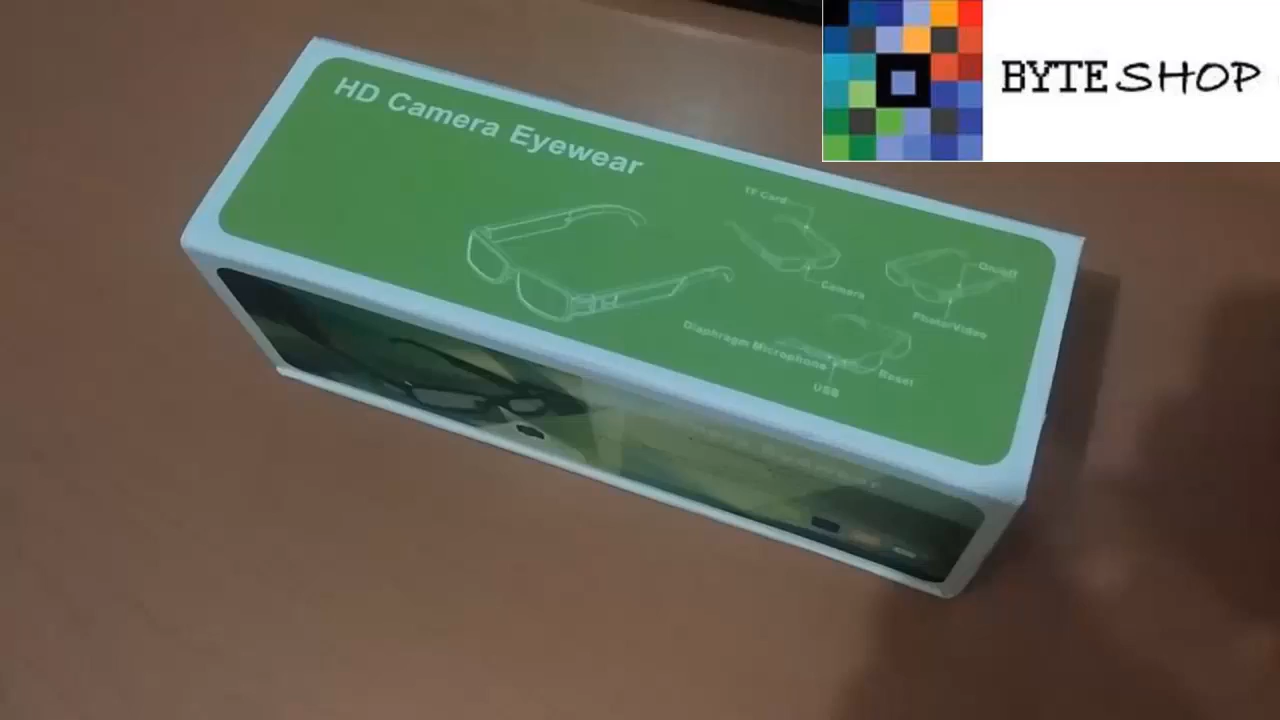 BYTE SHOP
HD Camera Eyewear
TF Card
Camera
On/off
Photo/Video
Diaphragm Microphone
Reset
USB